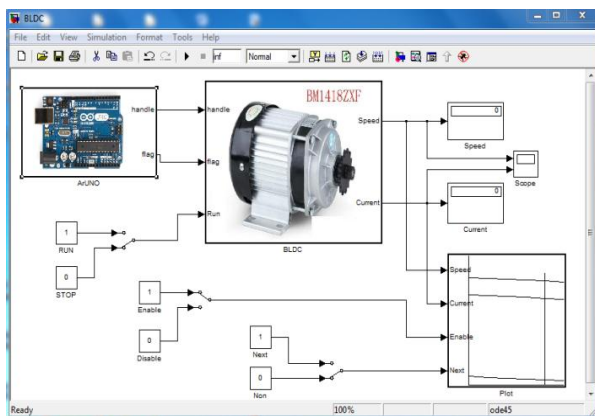 BLDC
File Edit View Simulation Format Tools Help
inf Normal
BM1418ZXF
handle handle Speed 0
Speed
flag flag Scope
ArUNO
Current 0
Current
Run
1
RUN
BLDC
0
STOP
Speed
1
Enable
Current
0
Disable
Enable
1
Next
Next
0
Non
Plot
Ready 100% ode45